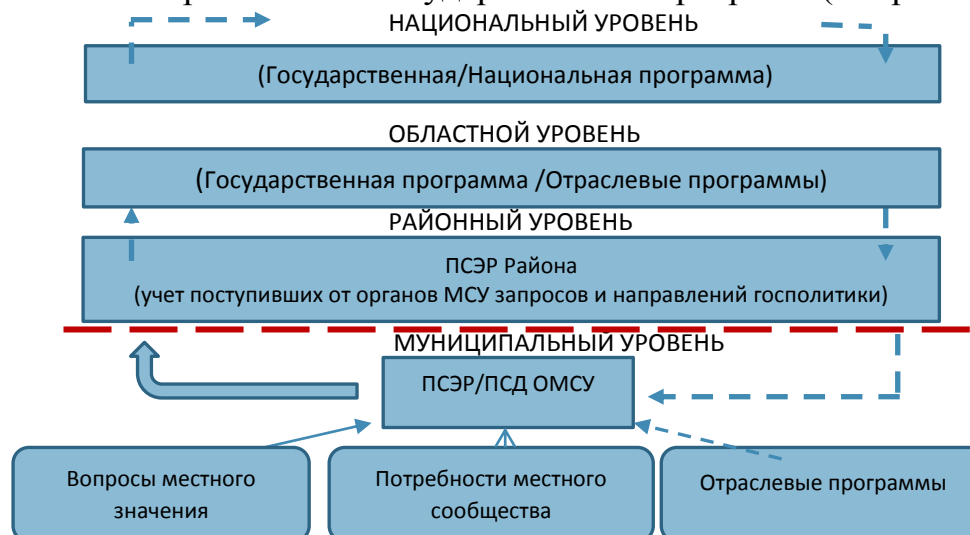 НАЦИОНАЛЬНЫЙ УРОВЕНЬ
(Государственная/Национальная программа)
ОБЛАСТНОЙ УРОВЕНЬ
(Государственная программа /Отраслевые программы)
РАЙОННЫЙ УРОВЕНЬ
ПСЭР Района
(учет поступивших от органов МСУ запросов и направлений госполитики)
МУНИЦИПАЛЬНЫЙ УРОВЕНЬ
ПСЭР/ПСД ОМСУ
Вопросы местного
значения
Потребности местного
сообщества
Отраслевые программы